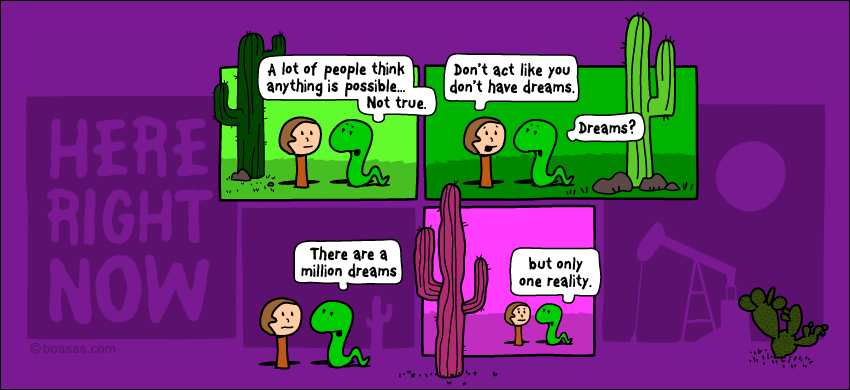 HERE
RIGHT
NOW
A lot of people think
anything is possible...
Not true.
Don't act like you
don't have dreams.
Dreams?
There are a
million dreams
but only
one reality.
©boasas.com